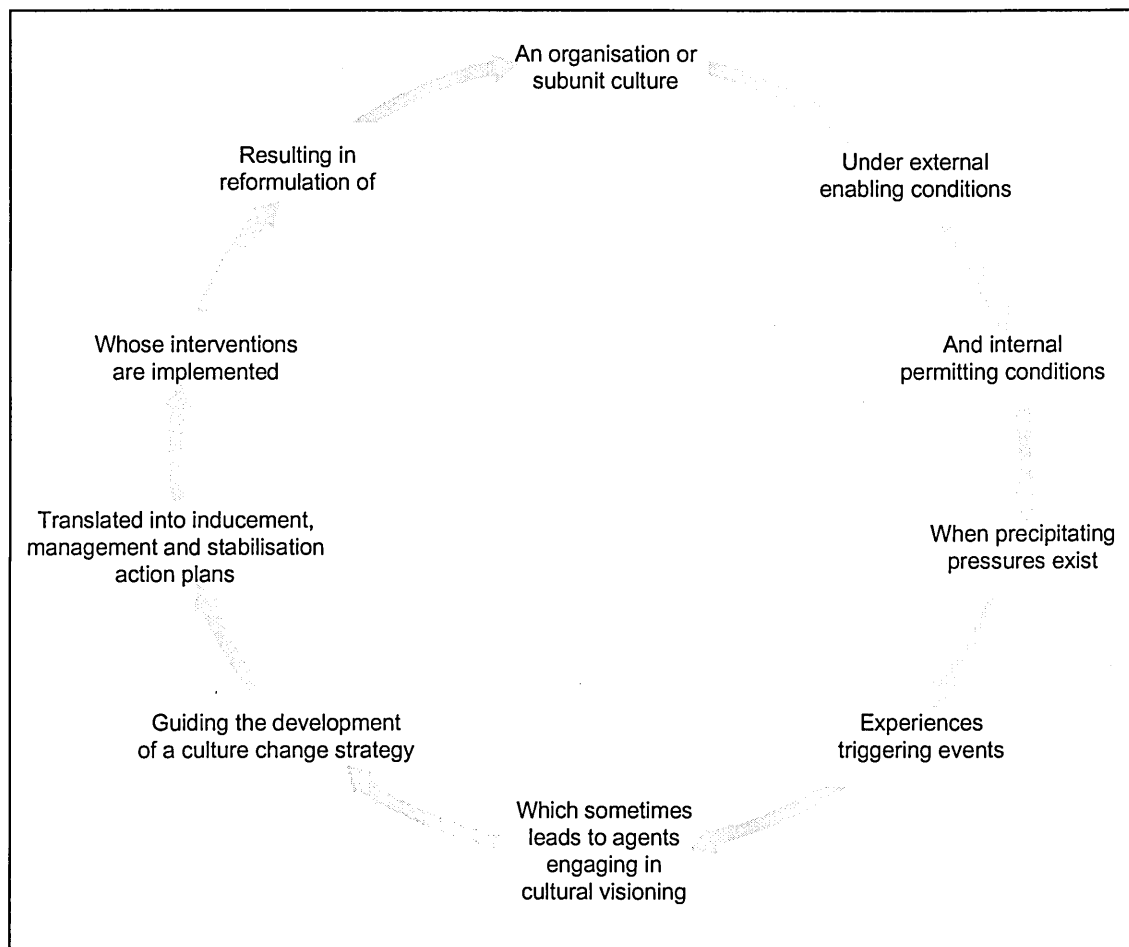 An organisation or
subunit culture
Under external
enabling conditions
And internal
permitting conditions
When precipitating
pressures exist
Experiences
triggering events
Which sometimes
leads to agents
engaging in
cultural visioning
Guiding the development
of a culture change strategy
Translated into inducement,
management and stabilisation
action plans
Whose interventions
are implemented
Resulting in
reformulation of